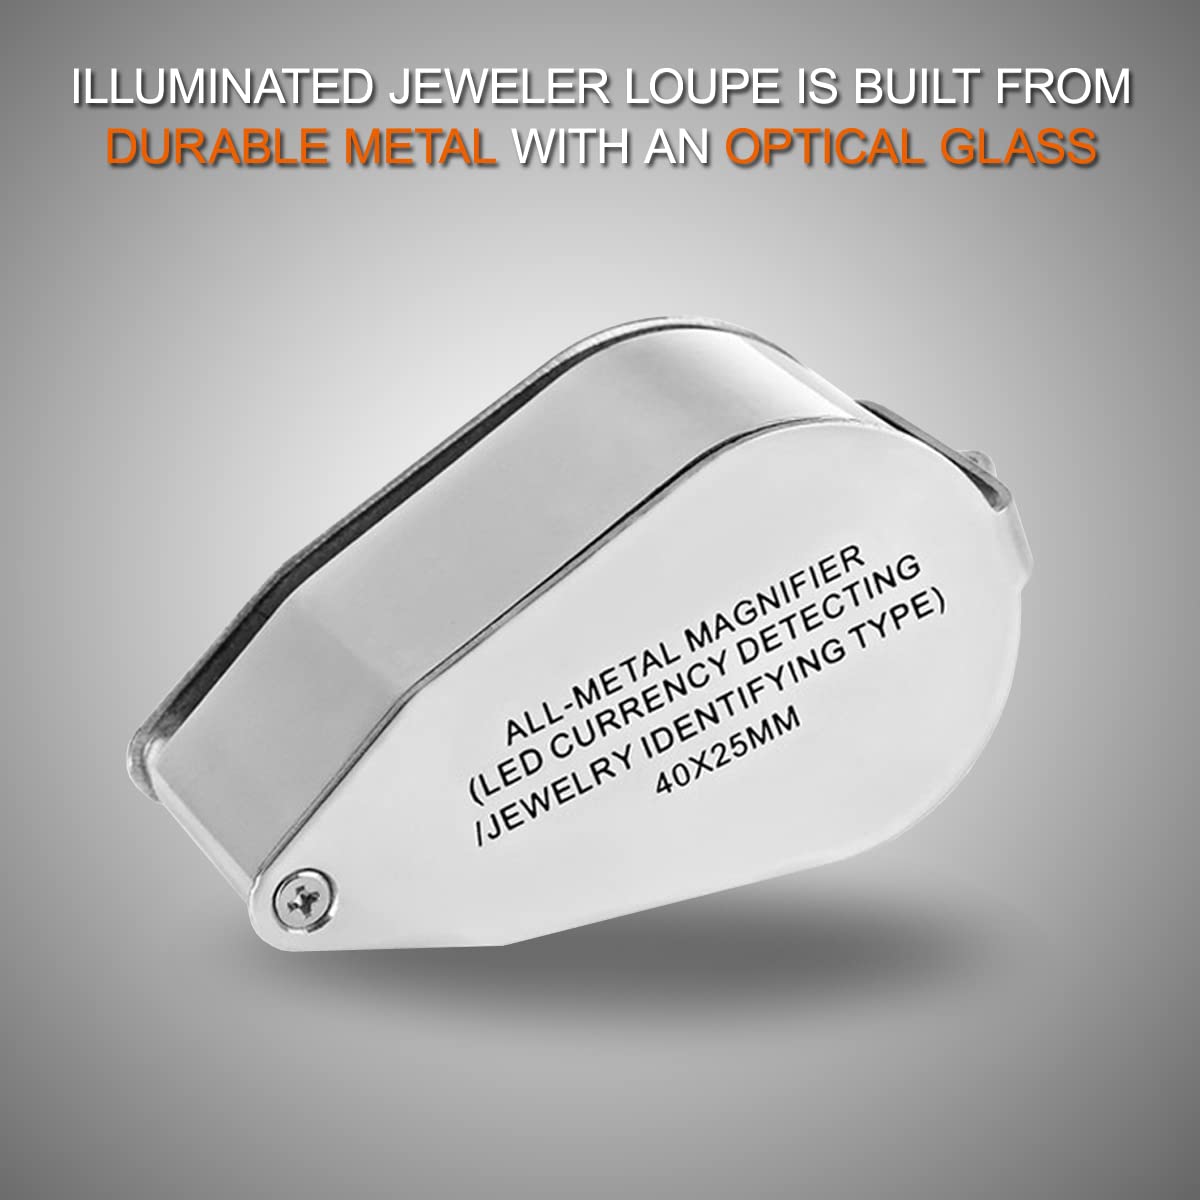 ILLUMINATED JEWELER LOUPE IS BUILT FROM
DURABLE METAL WITH AN OPTICAL GLASS
ALL-METAL MAGNIFIER
(LED CURRENCY DETECTING
/JEWELRY IDENTIFYING TYPE)
40X25MM